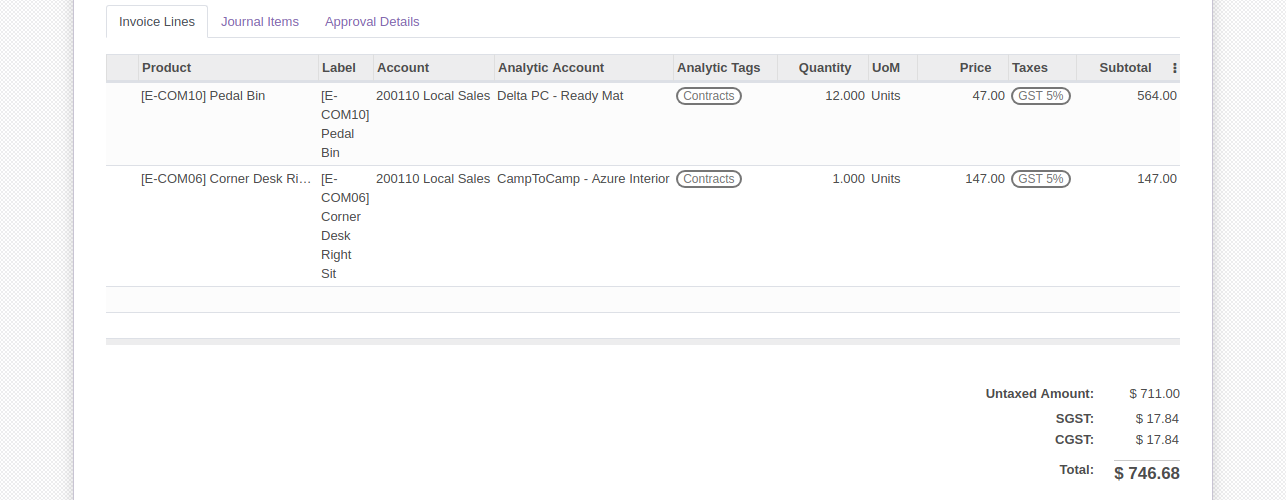 Invoice Lines Journal Items Approval Details
Product Label Account Analytic Account Analytic Tags Quantity UoM Price Taxes Subtotal
[E-COM10] Pedal Bin [E- 200110 Local Sales Delta PC - Ready Mat Contracts 12.000 Units 47.00 GST 5% 564.00
COM10]
Pedal
Bin
[E-COM06] Corner Desk Ri... [E- 200110 Local Sales CampToCamp - Azure Interior Contracts 1.000 Units 147.00 GST 5% 147.00
COM06]
Corner
Desk
Right
Sit
Untaxed Amount: $ 711.00
SGST: $ 17.84
CGST: $ 17.84
Total: $ 746.68